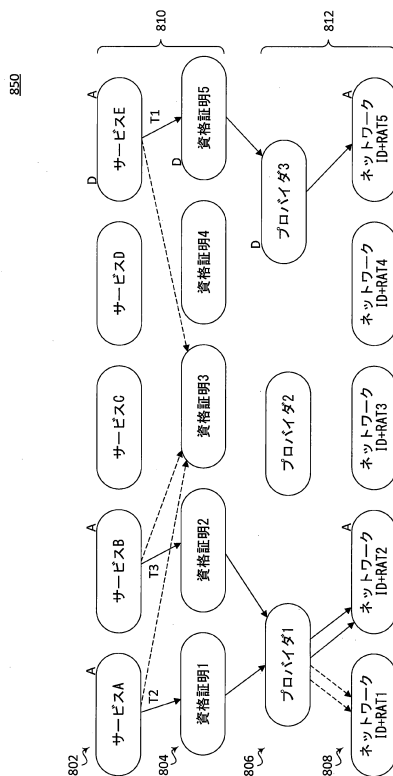 850
802
サービスA
A
サービスB
A
サービスC
サービスD
D
サービスE
A
810
T2
T3
T1
804
資格証明1
資格証明2
資格証明3
資格証明4
D
資格証明5
806
プロバイダ1
プロバイダ2
D
プロバイダ3
812
808
ネットワーク
ID+RAT1
ネットワーク
ID+RAT2
A
ネットワーク
ID+RAT3
ネットワーク
ID+RAT4
ネットワーク
ID+RAT5
A